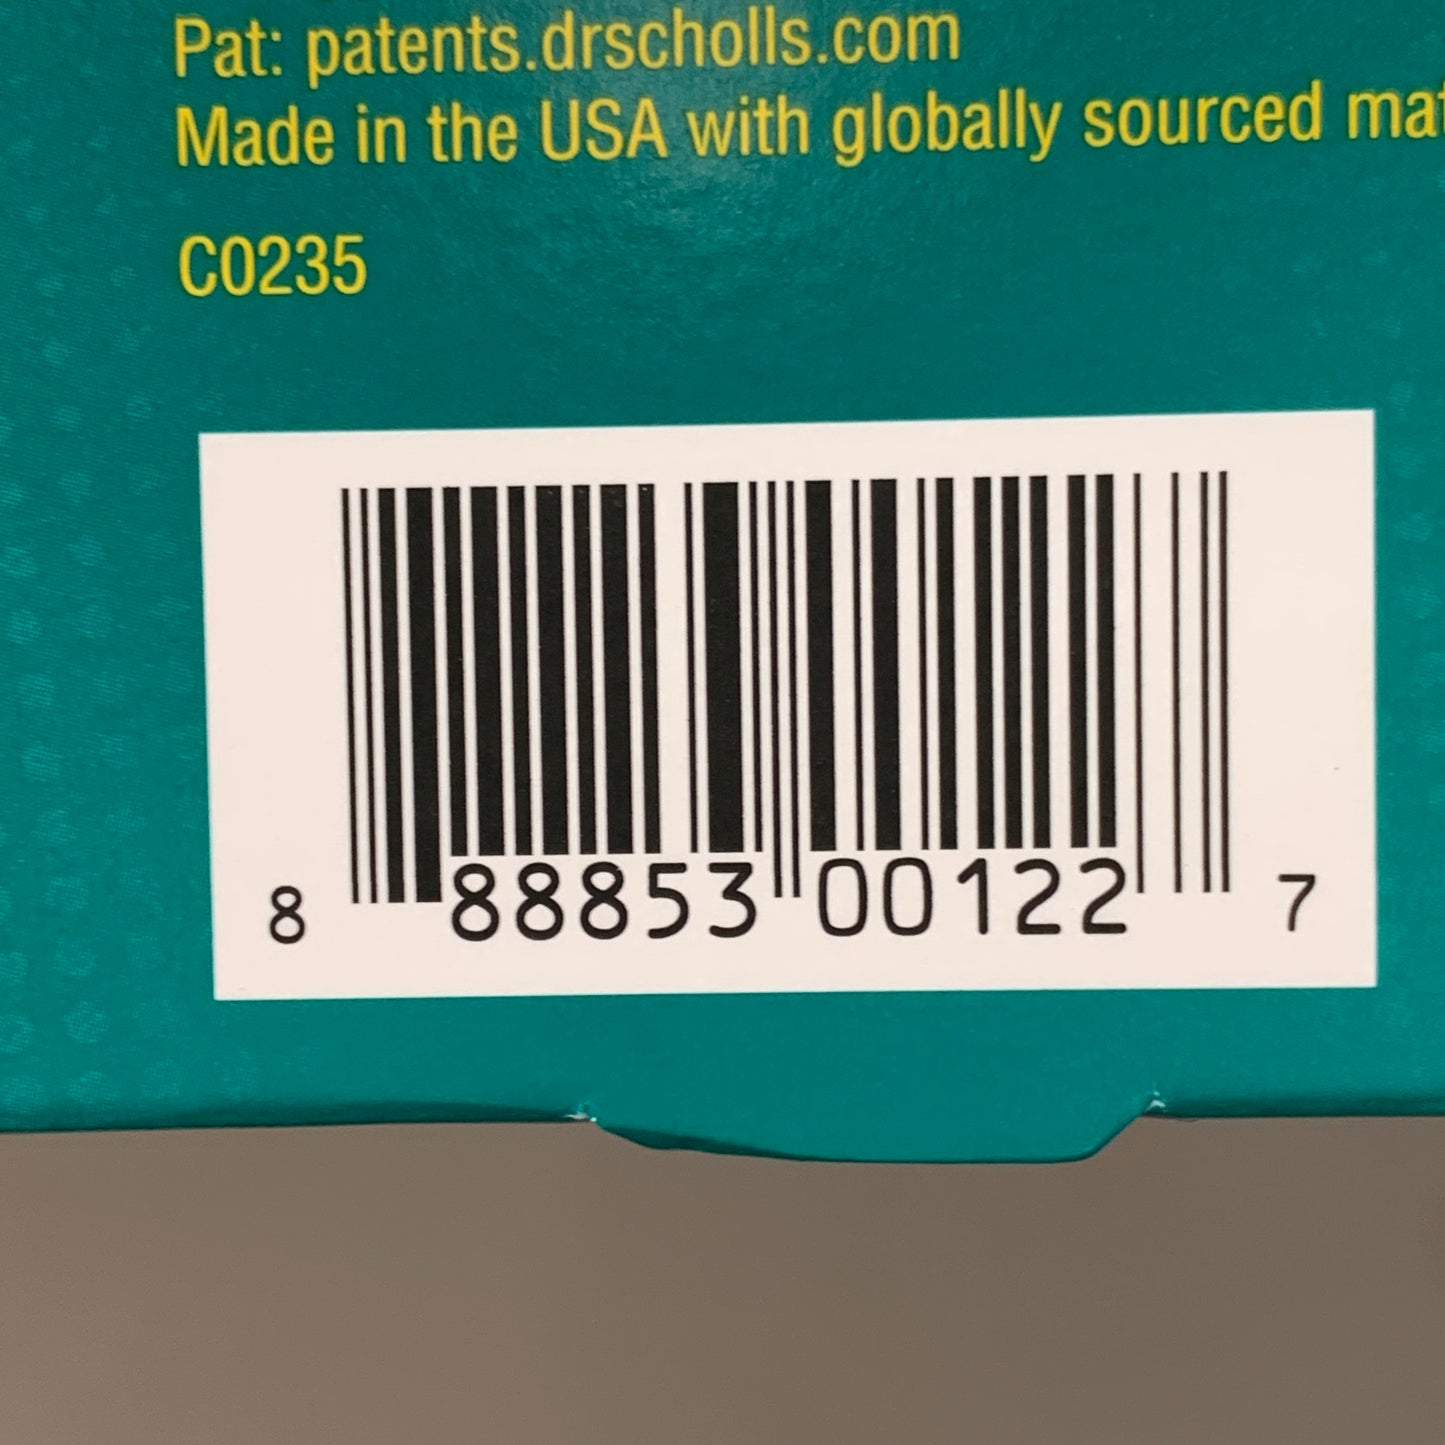 Pat: patents.drscholls.com
Made in the USA with globally sourced
C0235
8 88853 00122 7